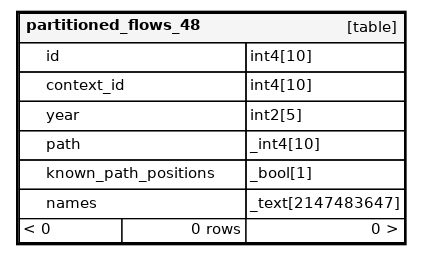 partitioned_flows_48 [table]
id int4[10]
context_id int4[10]
year int2[5]
path _int4[10]
known_path_positions _bool[1]
names _text[2147483647]
< 0 0 rows 0 >